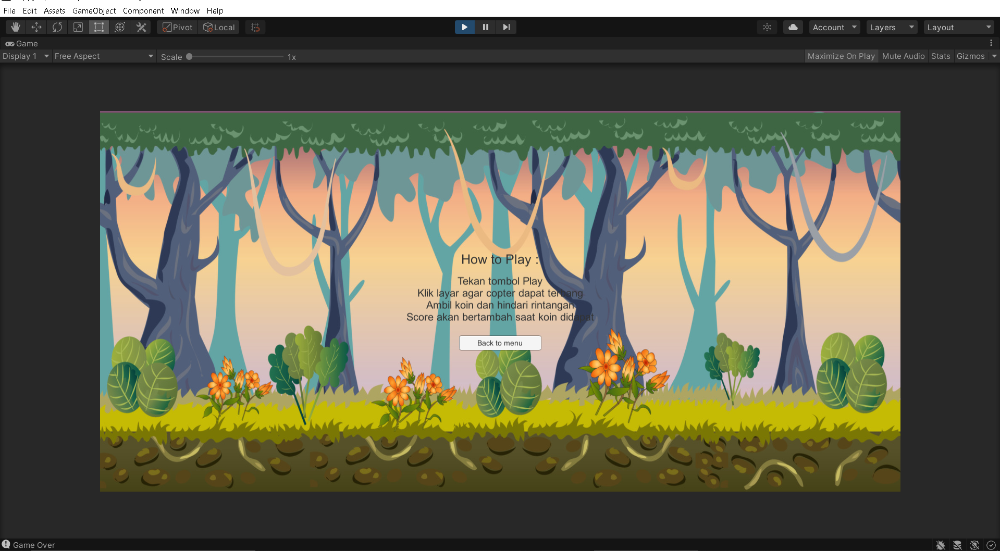 File Edit Assets GameObject Component Window Help
Pivot Local Account Layers Layout
Game
Display 1 Free Aspect Scale 1x Maximize On Play Mute Audio Stats Gizmos
How to Play :
Tekan tombol Play
Klik layar agar copter dapat terbang
Ambil koin dan hindari rintangan
Score akan bertambah saat koin didapat
Back to menu
Game Over